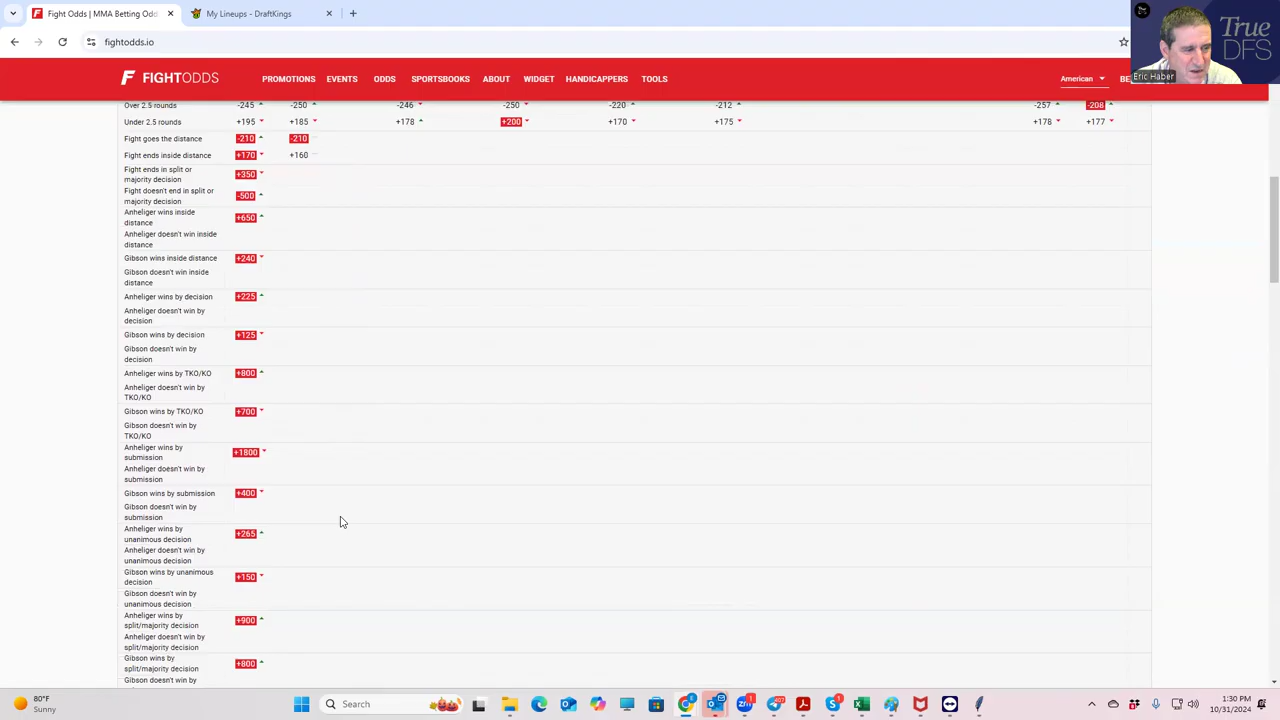 Fight Odds | MMA Betting Odd
My Lineups - DraftKings
fightodds.io
True
DFS
Eric Haber
FIGHTODDS
PROMOTIONS EVENTS ODDS SPORTSBOOKS ABOUT WIDGET HANDICAPPERS TOOLS
American
BE
Over 2.5 rounds -245 -250 -246 -250 -220 -212 -257 -208
Under 2.5 rounds +195 +185 +178 +200 +170 +175 +178 +177
Fight goes the distance -210 -210
Fight ends inside distance +170 +160
Fight ends in split or
majority decision +350
Fight doesn't end in split or
majority decision -500
Anheliger wins inside
distance +650
Anheliger doesn't win inside
distance
Gibson wins inside distance +240
Gibson doesn't win inside
distance
Anheliger wins by decision +225
Anheliger doesn't win by
decision
Gibson wins by decision +125
Gibson doesn't win by
decision
Anheliger wins by TKO/KO +800
Anheliger doesn't win by
TKO/KO
Gibson wins by TKO/KO +700
Gibson doesn't win by
TKO/KO
Anheliger wins by
submission +1800
Anheliger doesn't win by
submission
Gibson wins by submission +400
Gibson doesn't win by
submission
Anheliger wins by
unanimous decision +265
Anheliger doesn't win by
unanimous decision
Gibson wins by unanimous
decision +150
Gibson doesn't win by
unanimous decision
Anheliger wins by
split/majority decision +900
Anheliger doesn't win by
split/majority decision
Gibson wins by
split/majority decision +800
Gibson doesn't win by
80°F
Sunny
Search
1:30 PM
10/31/2024